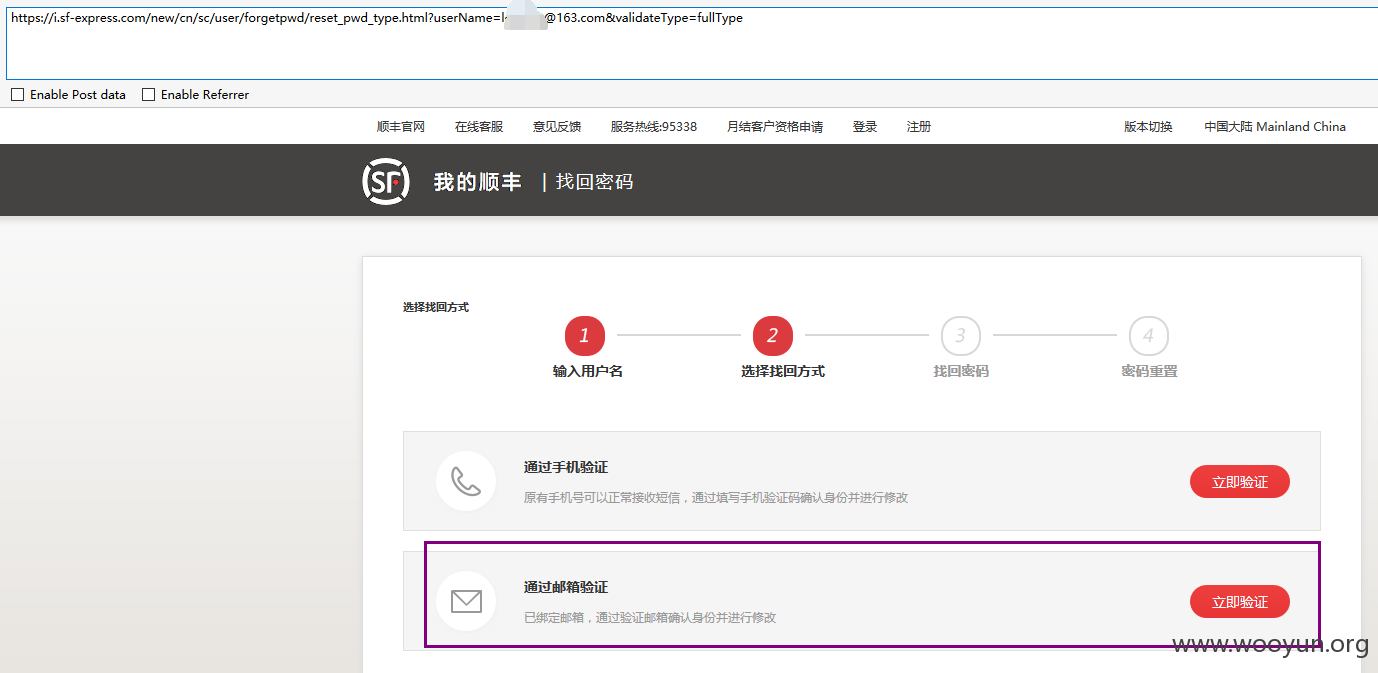 https://i.sf-express.com/new/cn/sc/user/forgetpwd/reset_pwd_type.html?userName=l @163.com&validateType=fullType
Enable Post data Enable Referrer
顺丰官网 在线客服 意见反馈 服务热线:95338 月结客户资格申请 登录 注册 版本切换 中国大陆 Mainland China
SF 我的顺丰 | 找回密码
选择找回方式
1 2 3 4
输入用户名 选择找回方式 找回密码 密码重置
通过手机验证
原有手机号可以正常接收短信，通过填写手机验证码确认身份并进行修改
立即验证
通过邮箱验证
已绑定邮箱，通过验证邮箱确认身份并进行修改
立即验证
www.wooyun.org